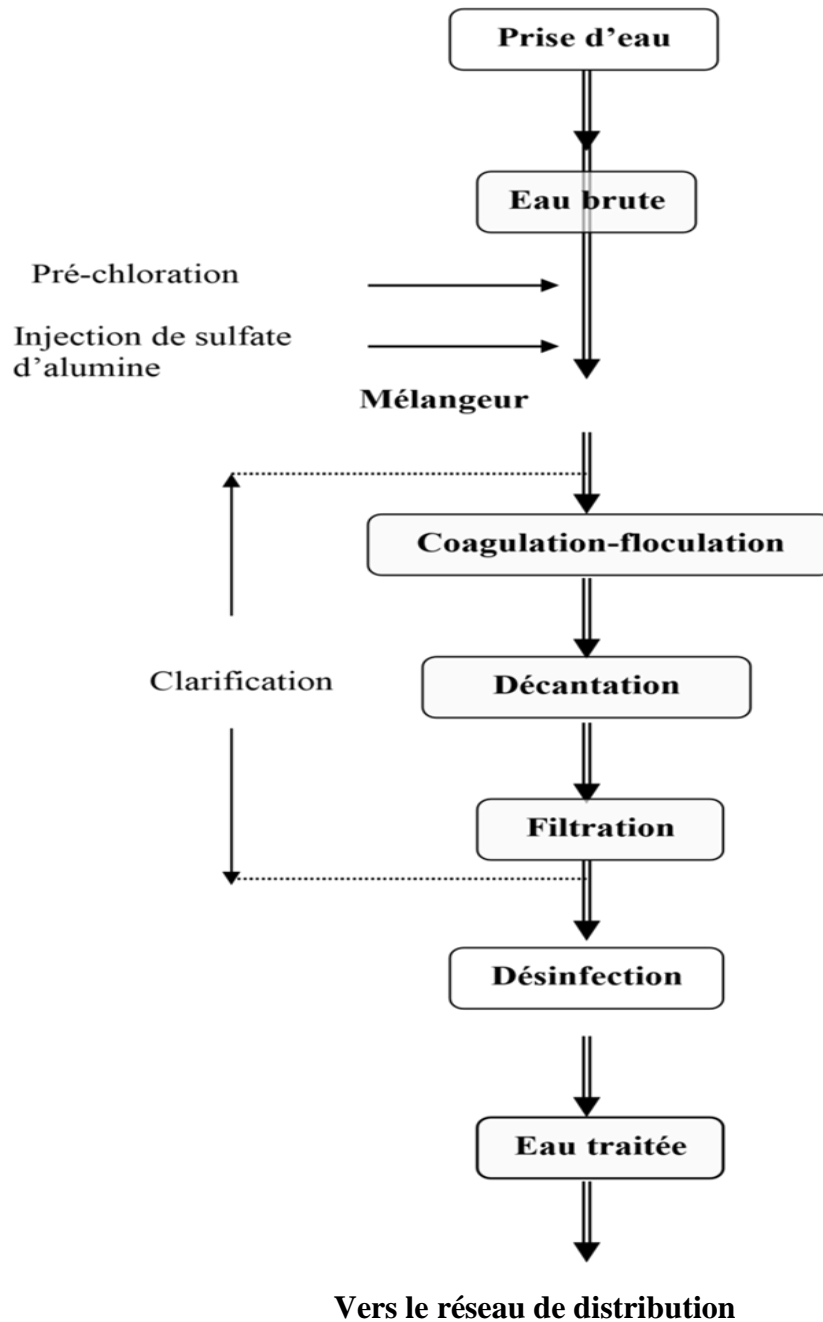 Prise d'eau
Eau brute
Pré-chloration
Injection de sulfate
d'alumine
Mélangeur
Coagulation-floculation
Clarification
Décantation
Filtration
Désinfection
Eau traitée
Vers le réseau de distribution